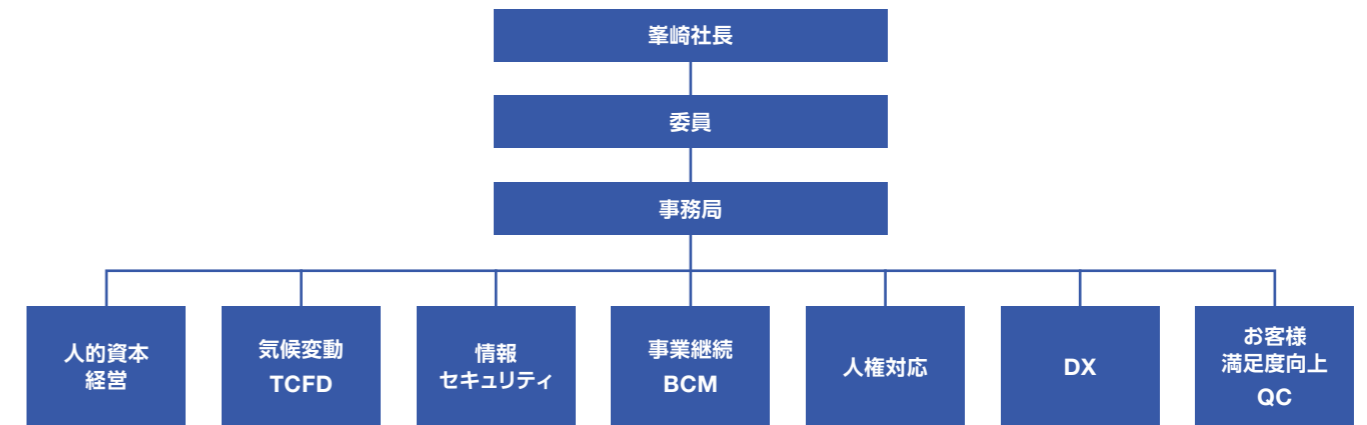 峯崎社長
委員
事務局
人的資本
経営
気候変動
TCFD
情報
セキュリティ
事業継続
BCM
人権対応
DX
お客様
満足度向上
QC